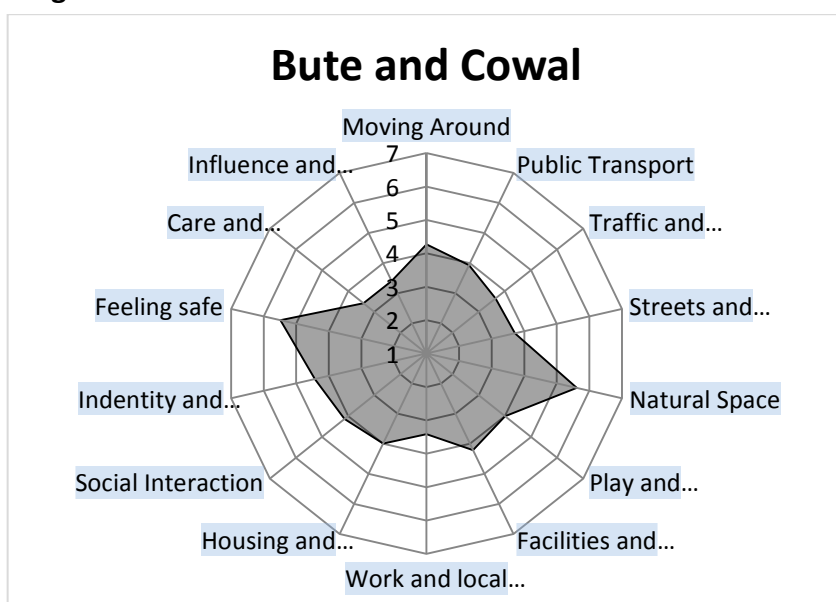 Bute and Cowal
Moving Around
Public Transport
Traffic and...
Streets and...
Natural Space
Play and...
Facilities and...
Work and local...
Housing and...
Social Interaction
Indentity and...
Feeling safe
Care and...
Influence and...
7
6
5
4
3
2
1